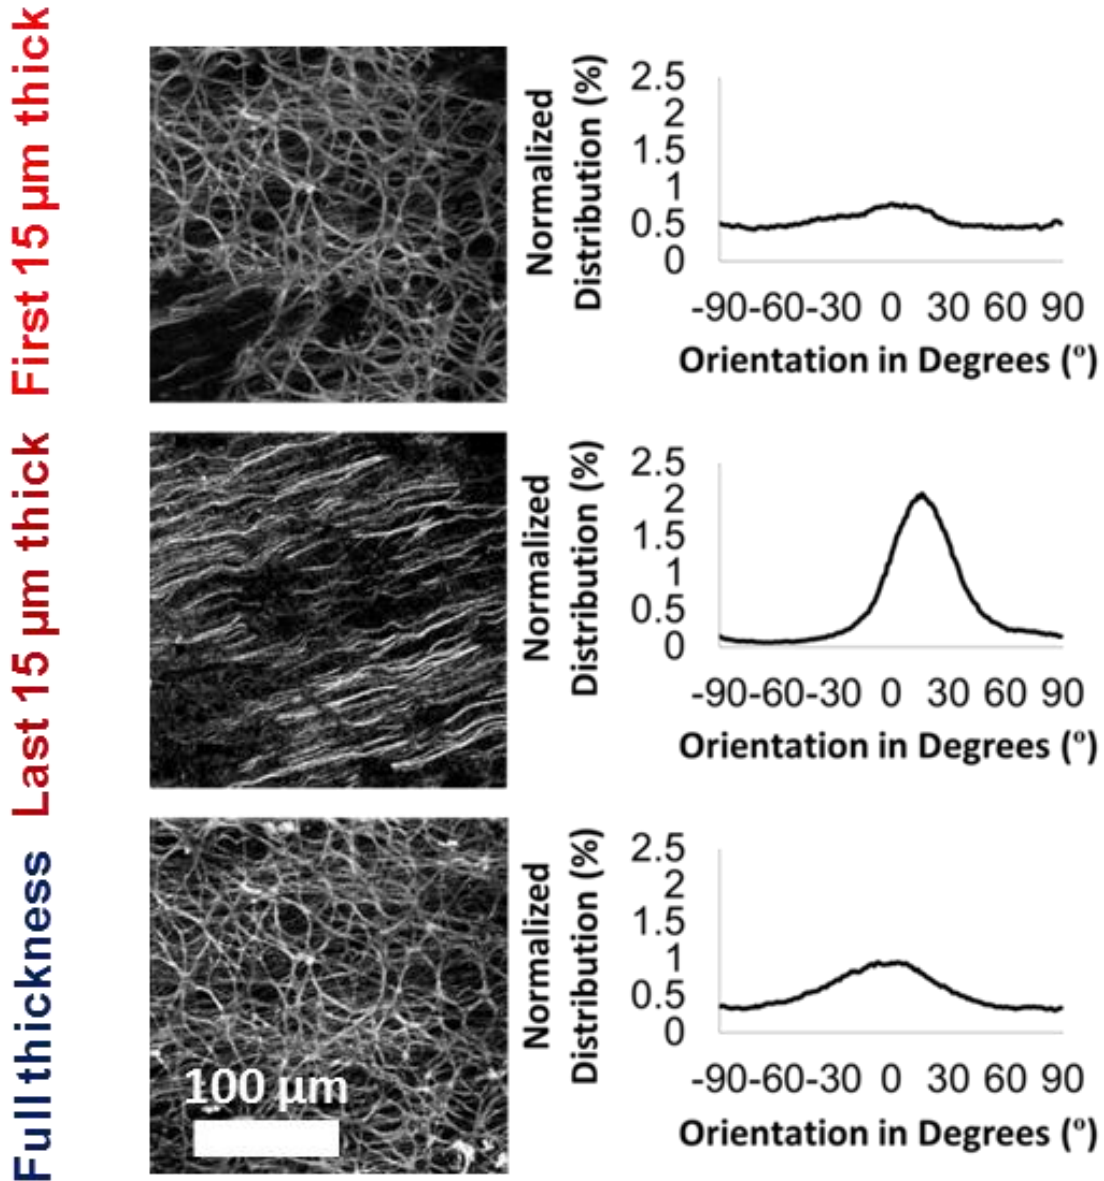 First 15 µm thick
Normalized
Distribution (%)
2.5
2
1.5
1
0.5
0
-90-60-30 0 30 60 90
Orientation in Degrees (º)
Last 15 µm thick
Normalized
Distribution (%)
2.5
2
1.5
1
0.5
0
-90-60-30 0 30 60 90
Orientation in Degrees (º)
Full thickness
100 µm
Normalized
Distribution (%)
2.5
2
1.5
1
0.5
0
-90-60-30 0 30 60 90
Orientation in Degrees (º)